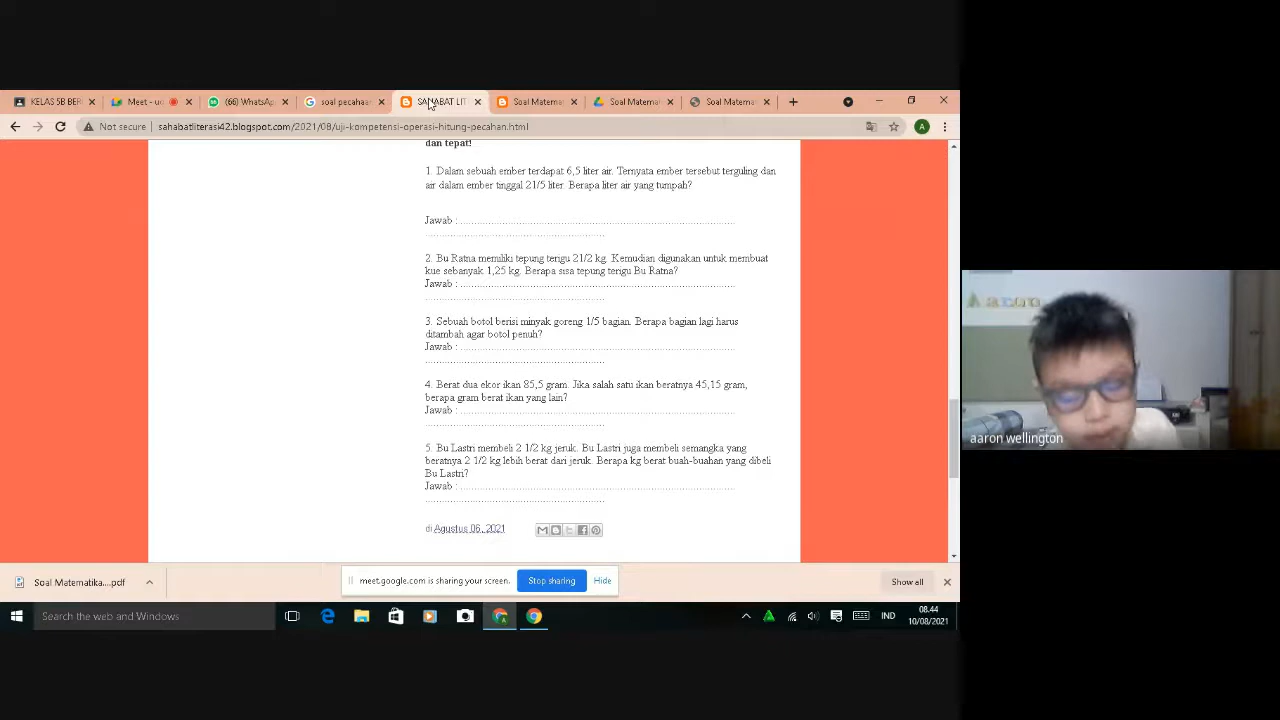 KELAS 5B BER
Meet - uc
(66) WhatsAp
soal pecahaa
SAHABAT LIT
Soal Matema
Soal Matema
Soal Matema
Not secure
sahabatliterasi42.blogspot.com/2021/08/uji-kompetensi-operasi-hitung-pecahan.html
A
dan tepat!
1. Dalam sebuah ember terdapat 6,5 liter air. Ternyata ember tersebut terguling dan
air dalam ember tinggal 21/5 liter. Berapa liter air yang tumpah?
Jawab : ..........................................................................................
..........................................................
2. Bu Ratna memiliki tepung terigu 21/2 kg. Kemudian digunakan untuk membuat
kue sebanyak 1,25 kg. Berapa sisa tepung terigu Bu Ratna?
Jawab : ..........................................................................................
..........................................................
3. Sebuah botol berisi minyak goreng 1/5 bagian. Berapa bagian lagi harus
ditambah agar botol penuh?
Jawab : ..........................................................................................
..........................................................
4. Berat dua ekor ikan 85,5 gram. Jika salah satu ikan beratnya 45,15 gram,
berapa gram berat ikan yang lain?
Jawab : ..........................................................................................
..........................................................
5. Bu Lastri membeli 2 1/2 kg jeruk. Bu Lastri juga membeli semangka yang
beratnya 2 1/2 kg lebih berat dari jeruk. Berapa kg berat buah-buahan yang dibeli
Bu Lastri?
Jawab : ..........................................................................................
..........................................................
di Agustus 06, 2021
Aaron
aaron wellington
Soal Matematika....pdf
meet.google.com is sharing your screen.
Stop sharing
Hide
Show all
Search the web and Windows
IND
08.44
10/08/2021